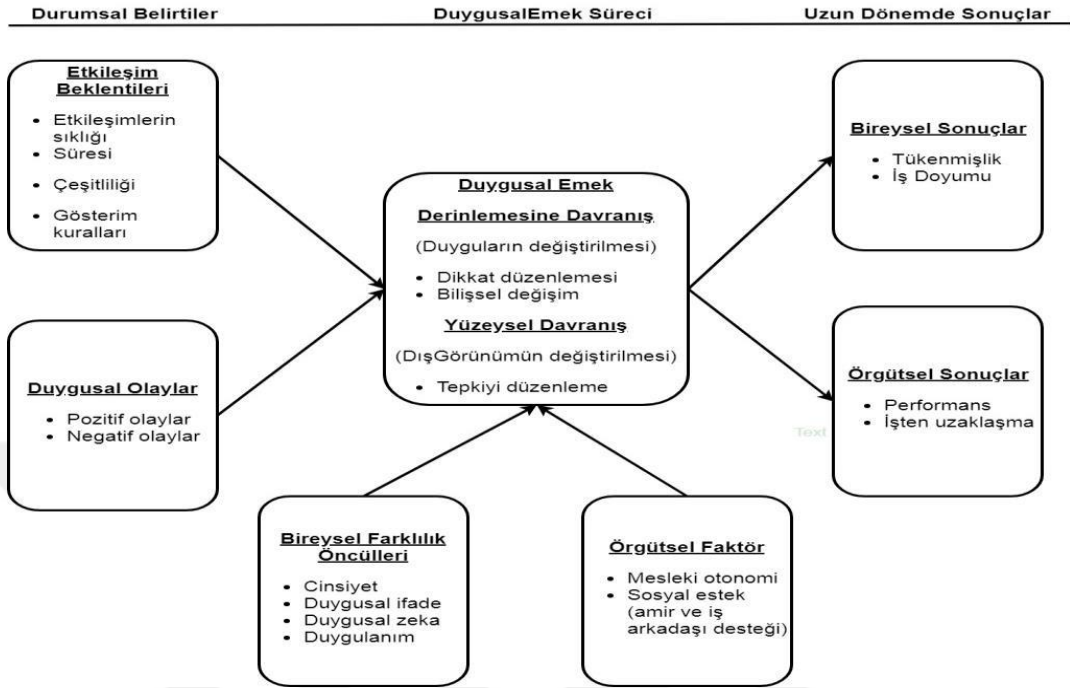 Durumsal Belirtiler
DuygusalEmek Süreci
Uzun Dönemde Sonuçlar
Etkileşim
Beklentileri
• Etkileşimlerin
sıklığı
• Süresi
• Çeşitliliği
• Gösterim
kuralları
Duygusal Olaylar
• Pozitif olaylar
• Negatif olaylar
Duygusal Emek
Derinlemesine Davranış
(Duyguların değiştirilmesi)
• Dikkat düzenlemesi
• Bilişsel değişim
Yüzeysel Davranış
(DışGörünümün değiştirilmesi)
• Tepkiyi düzenleme
Bireysel Sonuçlar
• Tükenmişlik
• İş Doyumu
Örgütsel Sonuçlar
• Performans
• İşten uzaklaşma
Text
Bireysel Farklılık
Öncülleri
• Cinsiyet
• Duygusal ifade
• Duygusal zeka
• Duygulanım
Örgütsel Faktör
• Mesleki otonomi
• Sosyal estek
(amir ve iş
arkadaşı desteği)